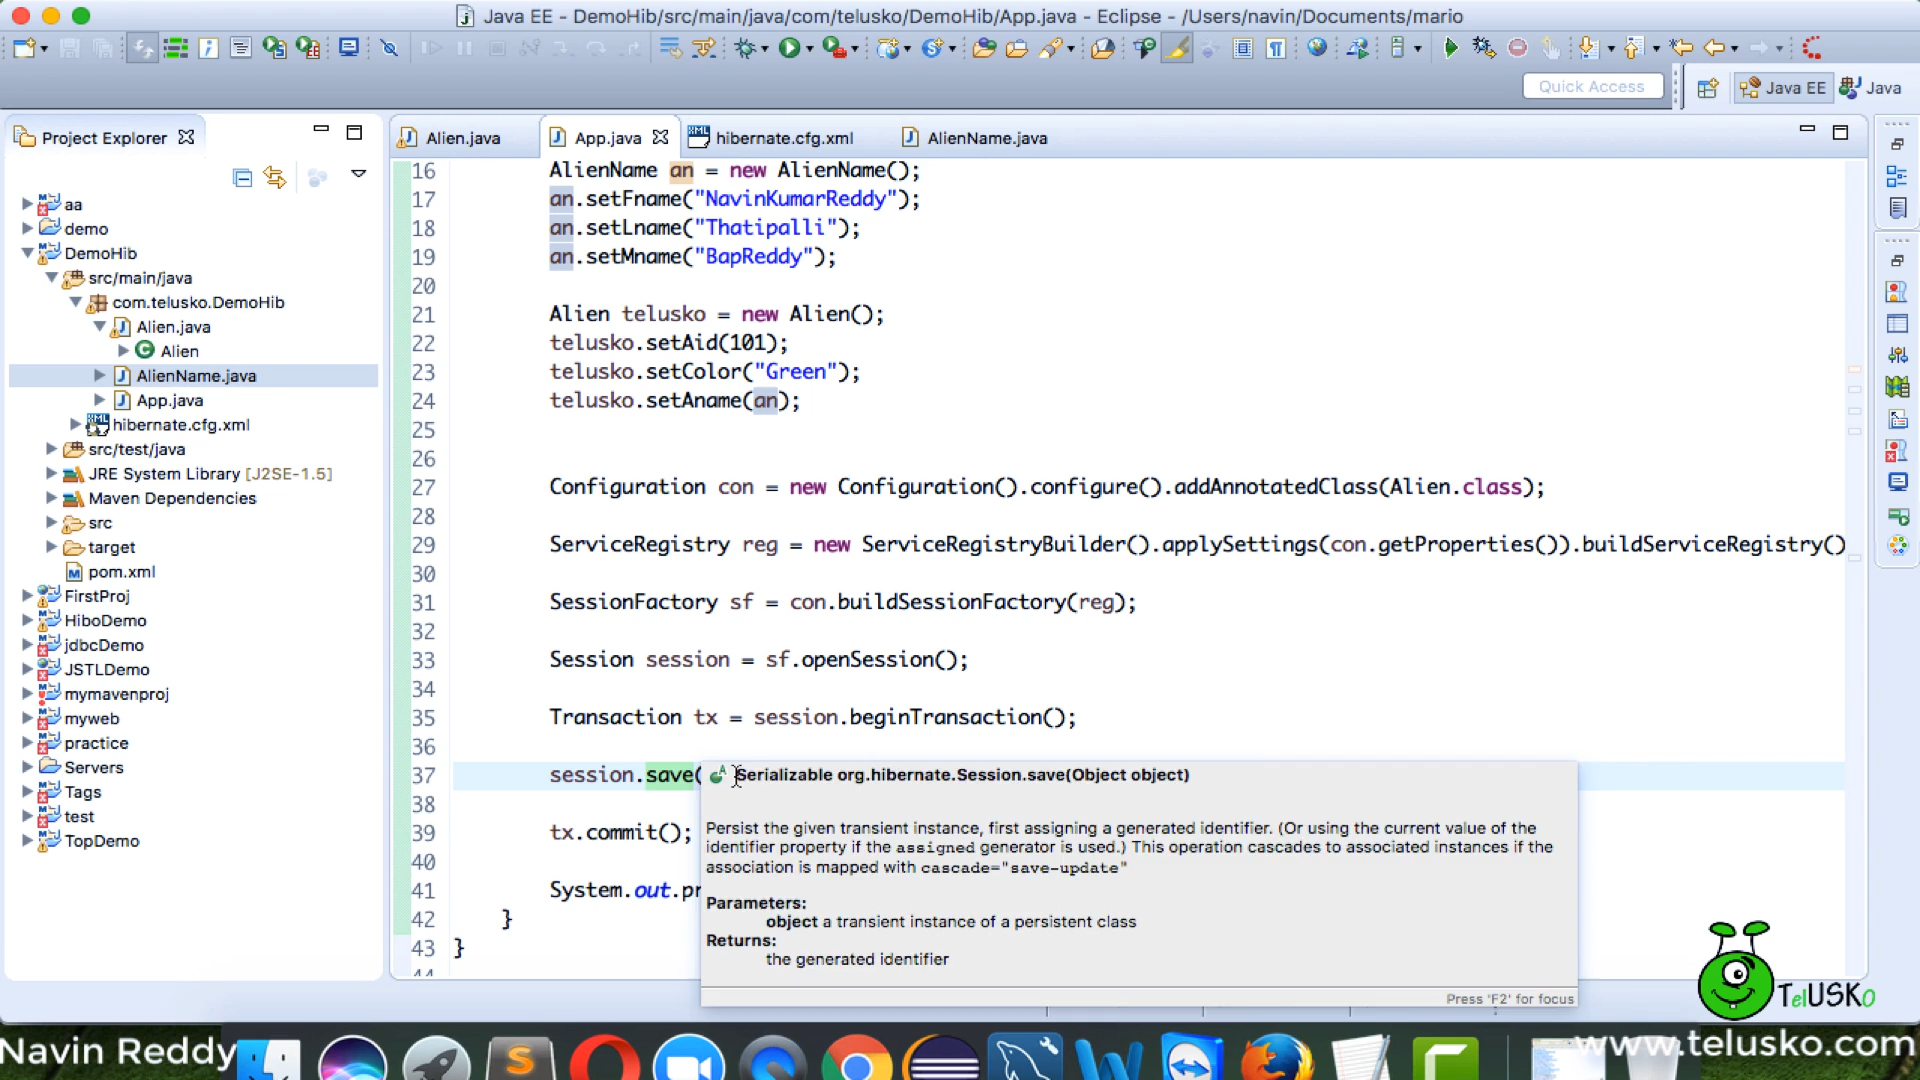 Java EE - DemoHib/src/main/java/com/telusko/DemoHib/App.java - Eclipse - /Users/navin/Documents/mario
Quick Access
Java EE
Java
Project Explorer
Alien.java
App.java
hibernate.cfg.xml
AlienName.java
aa
demo
DemoHib
src/main/java
com.telusko.DemoHib
Alien.java
Alien
AlienName.java
App.java
hibernate.cfg.xml
src/test/java
JRE System Library [J2SE-1.5]
Maven Dependencies
src
target
pom.xml
FirstProj
HiboDemo
jdbcDemo
JSTLDemo
mymavenproj
myweb
practice
Servers
Tags
test
TopDemo
16 AlienName an = new AlienName();
17 an.setFname("NavinKumarReddy");
18 an.setLname("Thatipalli");
19 an.setMname("BapReddy");
20
21 Alien telusko = new Alien();
22 telusko.setAid(101);
23 telusko.setColor("Green");
24 telusko.setAname(an);
25
26
27 Configuration con = new Configuration().configure().addAnnotatedClass(Alien.class);
28
29 ServiceRegistry reg = new ServiceRegistryBuilder().applySettings(con.getProperties()).buildServiceRegistry()
30
31 SessionFactory sf = con.buildSessionFactory(reg);
32
33 Session session = sf.openSession();
34
35 Transaction tx = session.beginTransaction();
36
37 session.save(
38
39 tx.commit();
40
41 System.out.pr
42 }
43 }
44
Serializable org.hibernate.Session.save(Object object)
Persist the given transient instance, first assigning a generated identifier. (Or using the current value of the
identifier property if the assigned generator is used.) This operation cascades to associated instances if the
association is mapped with cascade="save-update"
Parameters:
object a transient instance of a persistent class
Returns:
the generated identifier
Press 'F2' for focus
TelUSKO
Navin Reddy
www.telusko.com